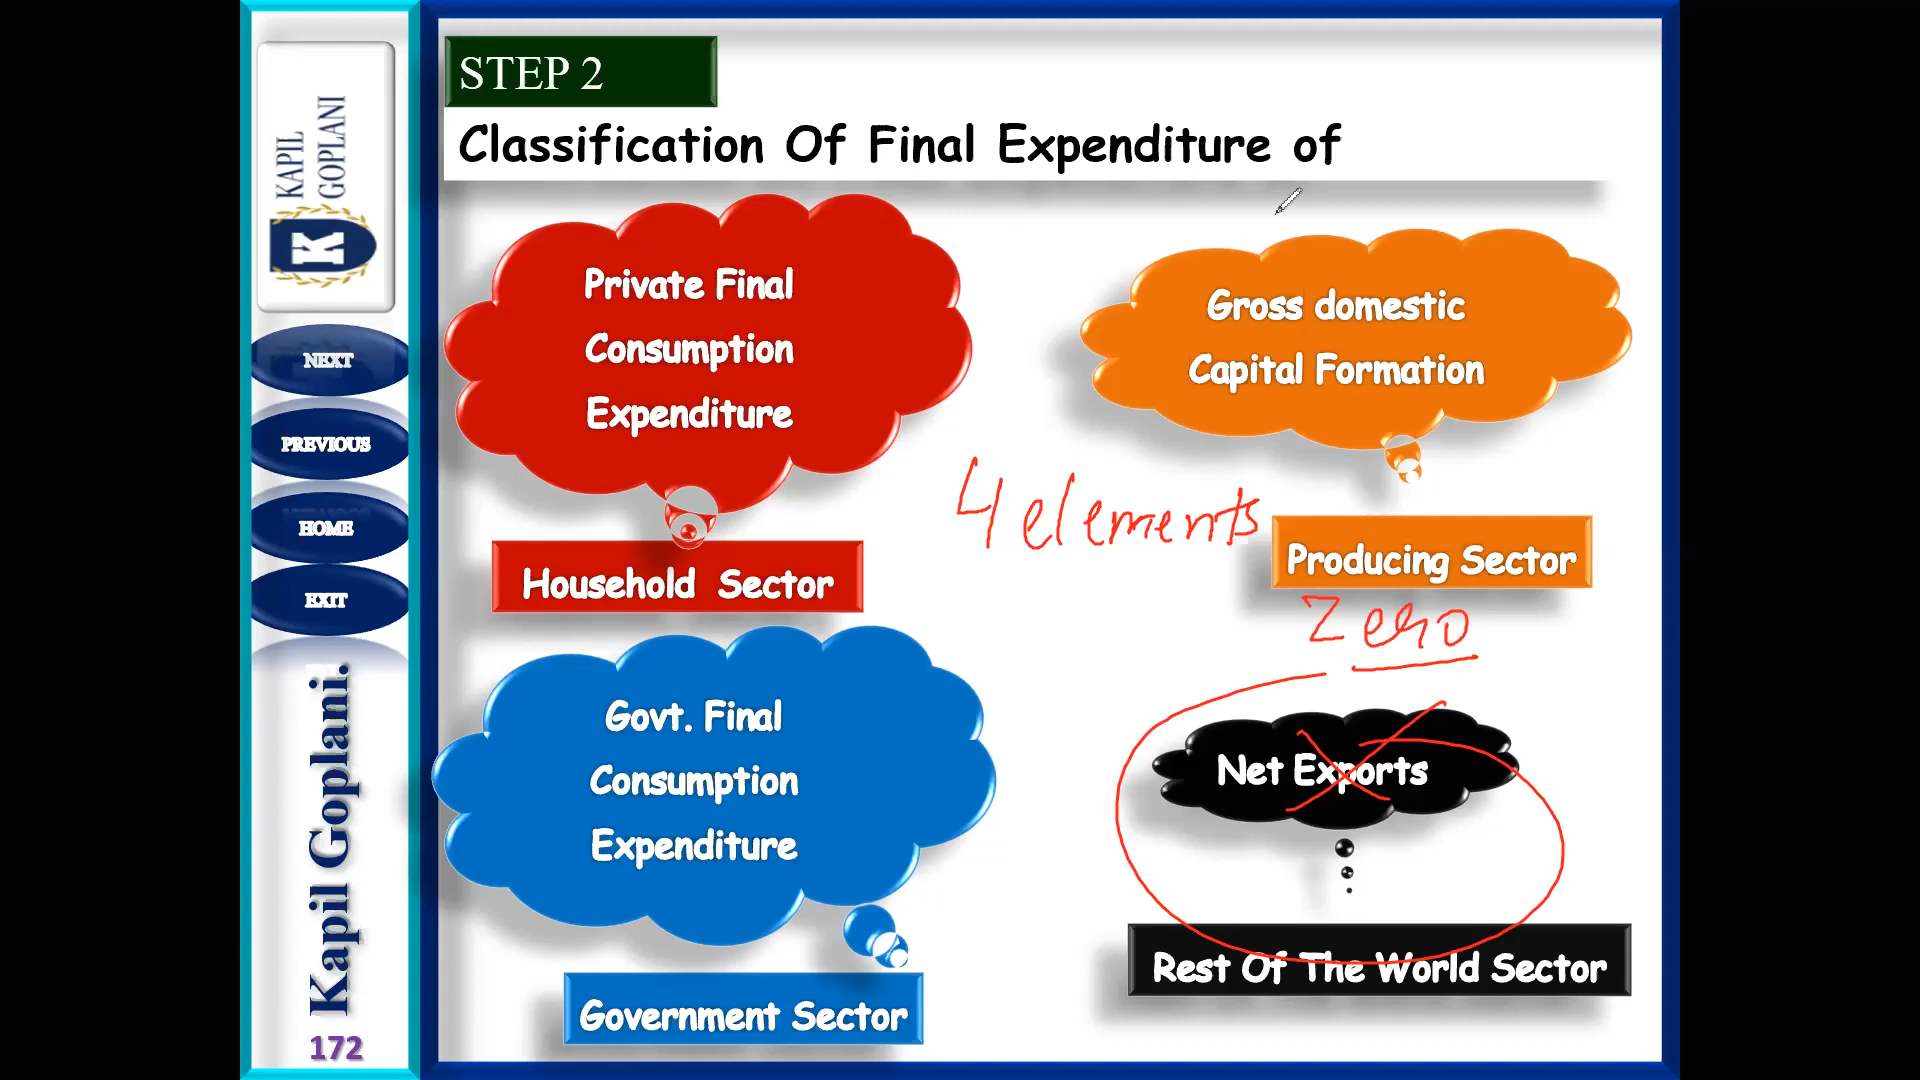 KAPIL
GOPLANI
K
NEXT
PREVIOUS
HOME
EXIT
Kapil Goplani.
172
STEP 2
Classification Of Final Expenditure of
Private Final
Consumption
Expenditure
Household Sector
Gross domestic
Capital Formation
4 elements
Producing Sector
Zero
Govt. Final
Consumption
Expenditure
Government Sector
Net Exports
Rest Of The World Sector